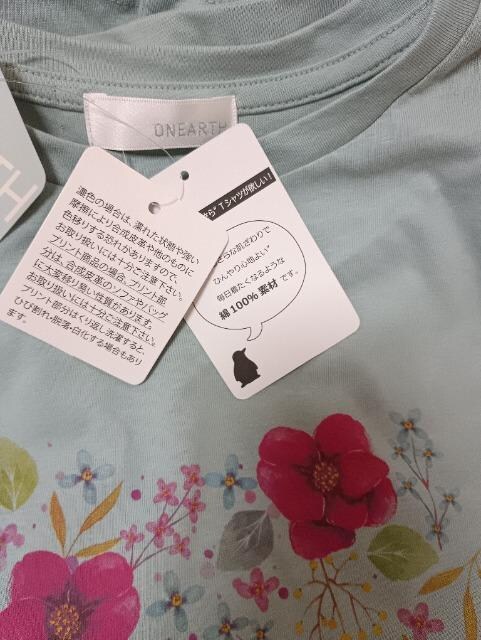 ONEARTH
TH
濃色の場合は、濡れた状態や強い
摩擦により合成皮革や他のものに
色移りする恐れがありますので
お取り扱いには十分ご注意下さい。
プリント商品の場合、プリント部
分は、合成皮革のソファやバッグ
に大変移り易い性質があります。
お取り扱いには十分ご注意下さい。
プリント部分はくり返し洗濯すると、
ひび割れ・脱落・白化する場合もあり
ます。
Tシャツが欲しい!
らな肌ざわりで
ひんやり心地よい"
毎日着たくなるような
綿100%素材です。